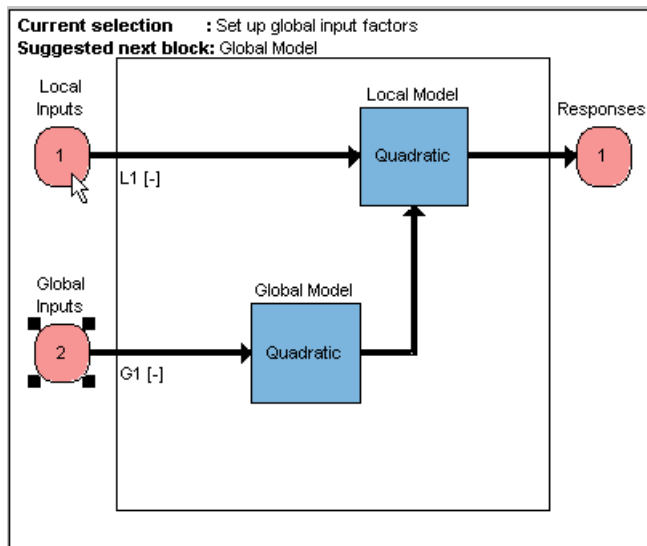 Current selection : Set up global input factors
Suggested next block: Global Model
Local
Inputs
1
L1 [-]
Local Model
Quadratic
Responses
1
Global
Inputs
2
G1 [-]
Global Model
Quadratic